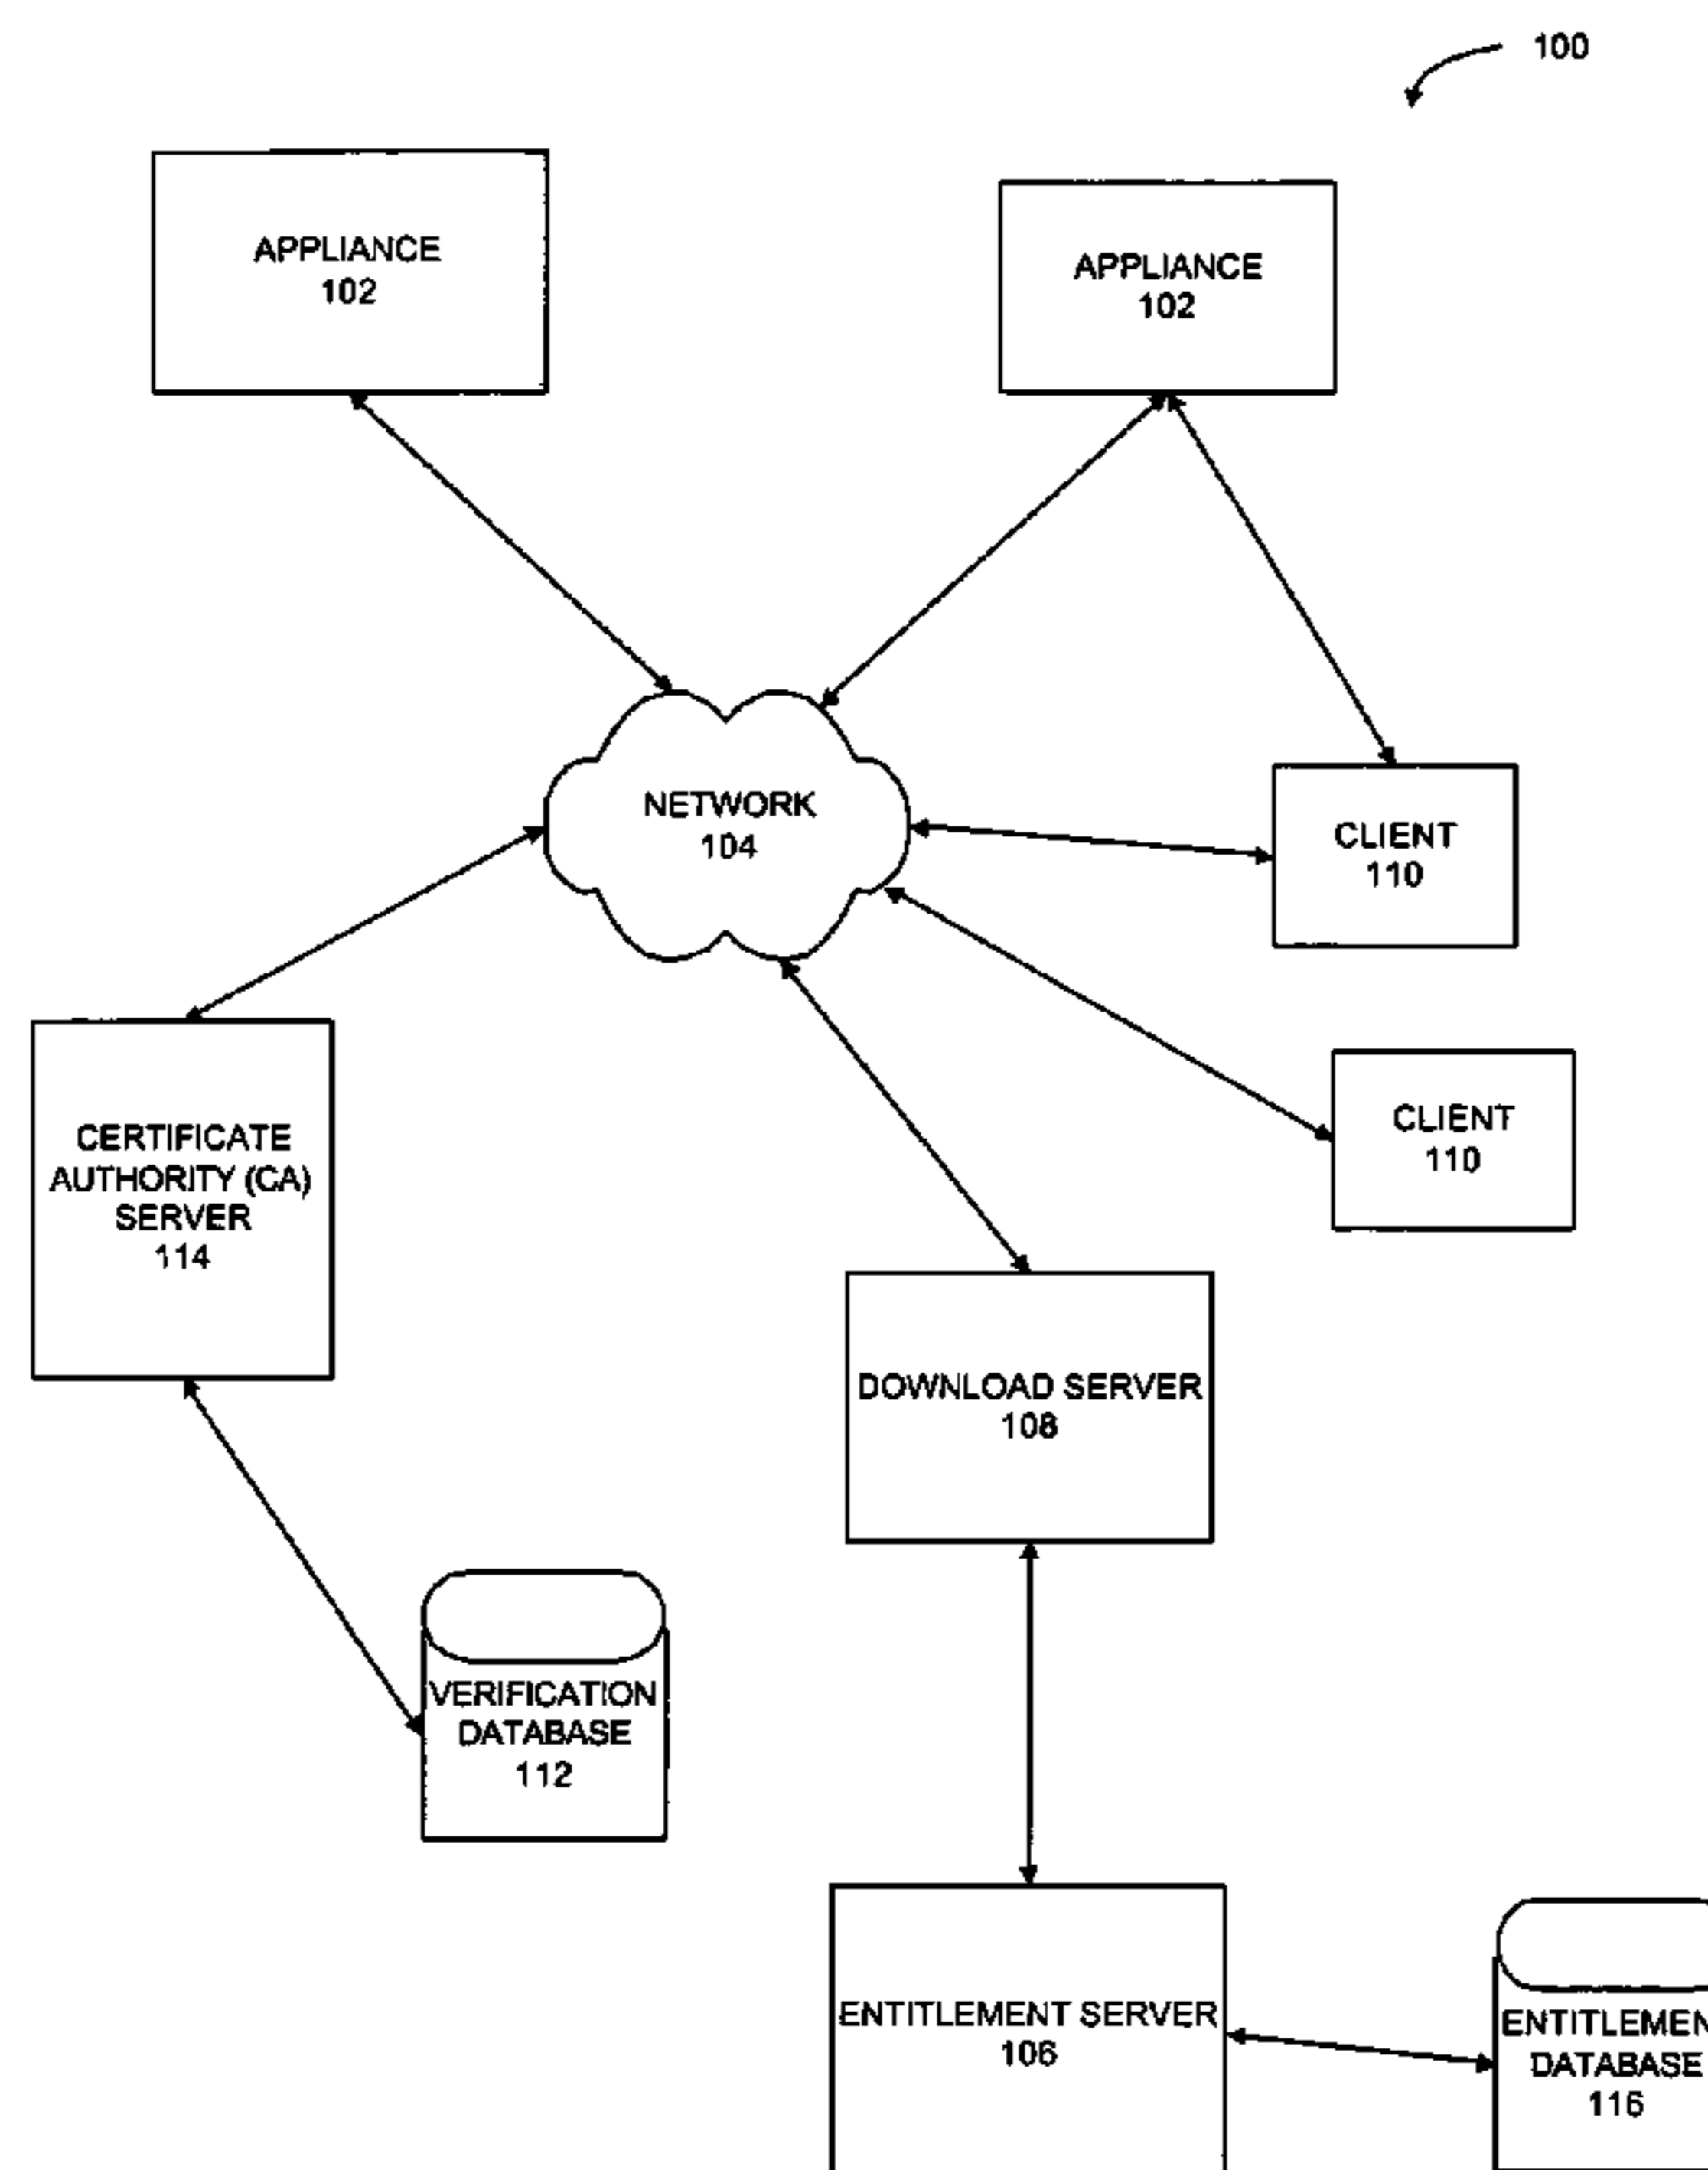 100
APPLIANCE
102
APPLIANCE
102
NETWORK
104
CLIENT
110
CLIENT
110
CERTIFICATE
AUTHORITY (CA)
SERVER
114
DOWNLOAD SERVER
108
VERIFICATION
DATABASE
112
ENTITLEMENT SERVER
106
DATABASE
116